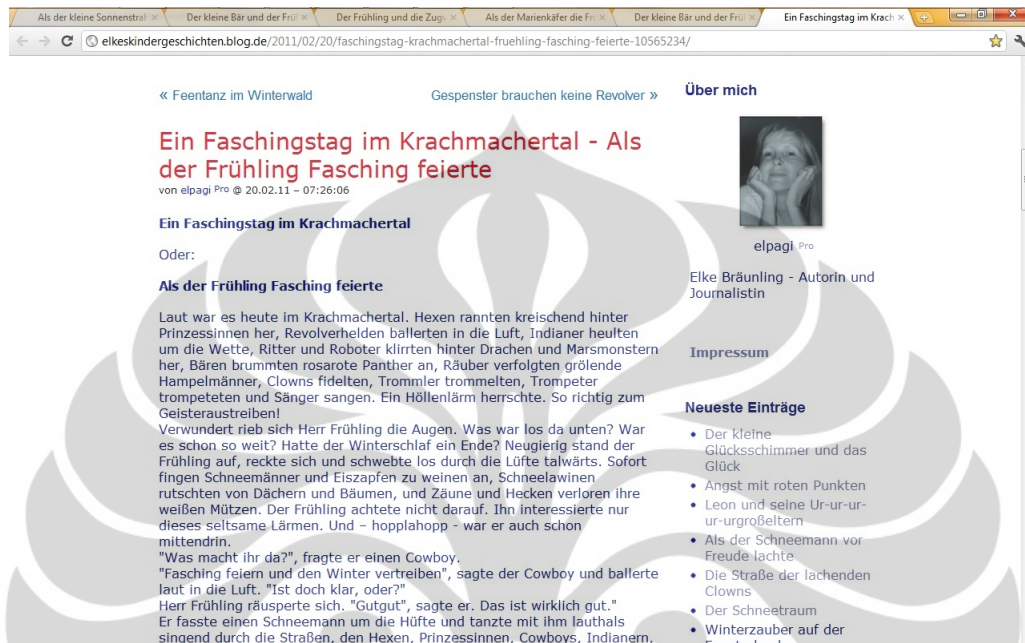 Als der kleine Sonnenstrah
Der kleine Bär und der Früh
Der Frühling und die Zugv
Als der Marienkäfer die Fri
Der kleine Bär und der Früh
Ein Faschingstag im Krach
elkeskindergeschichten.blog.de/2011/02/20/faschingstag-krachmachertal-fruehling-fasching-feierte-10565234/
« Feentanz im Winterwald
Gespenster brauchen keine Revolver »
Ein Faschingstag im Krachmachertal - Als
der Frühling Fasching feierte
von elpagi Pro @ 20.02.11 – 07:26:06
Ein Faschingstag im Krachmachertal
Oder:
Als der Frühling Fasching feierte
Laut war es heute im Krachmachertal. Hexen rannten kreischend hinter
Prinzessinnen her, Revolverhelden ballerten in die Luft, Indianer heulten
um die Wette, Ritter und Roboter klirrten hinter Drachen und Marsmonstern
her, Bären brummten rosarote Panther an, Räuber verfolgten grölende
Hampelmänner, Clowns fidelten, Trommler trommelten, Trompeter
trompeteten und Sänger sangen. Ein Höllenlärm herrschte. So richtig zum
Geisteraustreiben!
Verwundert rieb sich Herr Frühling die Augen. Was war los da unten? War
es schon so weit? Hatte der Winterschlaf ein Ende? Neugierig stand der
Frühling auf, reckte sich und schwebte los durch die Lüfte talwärts. Sofort
fingen Schneemänner und Eiszapfen zu weinen an, Schneelawinen
rutschten von Dächern und Bäumen, und Zäune und Hecken verloren ihre
weißen Mützen. Der Frühling achtete nicht darauf. Ihn interessierte nur
dieses seltsame Lärmen. Und – hopplahopp - war er auch schon
mittendrin.
"Was macht ihr da?", fragte er einen Cowboy.
"Fasching feiern und den Winter vertreiben", sagte der Cowboy und ballerte
laut in die Luft. "Ist doch klar, oder?"
Herr Frühling räusperte sich. "Gutgut", sagte er. Das ist wirklich gut."
Er fasste einen Schneemann um die Hüfte und tanzte mit ihm lauthals
singend durch die Straßen, den Hexen, Prinzessinnen, Cowboys, Indianern,
Über mich
elpagi Pro
Elke Bräunling - Autorin und
Journalistin
Impressum
Neueste Einträge
Der kleine
Glücksschimmer und das
Glück
Angst mit roten Punkten
Leon und seine Ur-ur-ur-
ur-urgroßeltern
Als der Schneemann vor
Freude lachte
Die Straße der lachenden
Clowns
Der Schneetraum
Winterzauber auf der